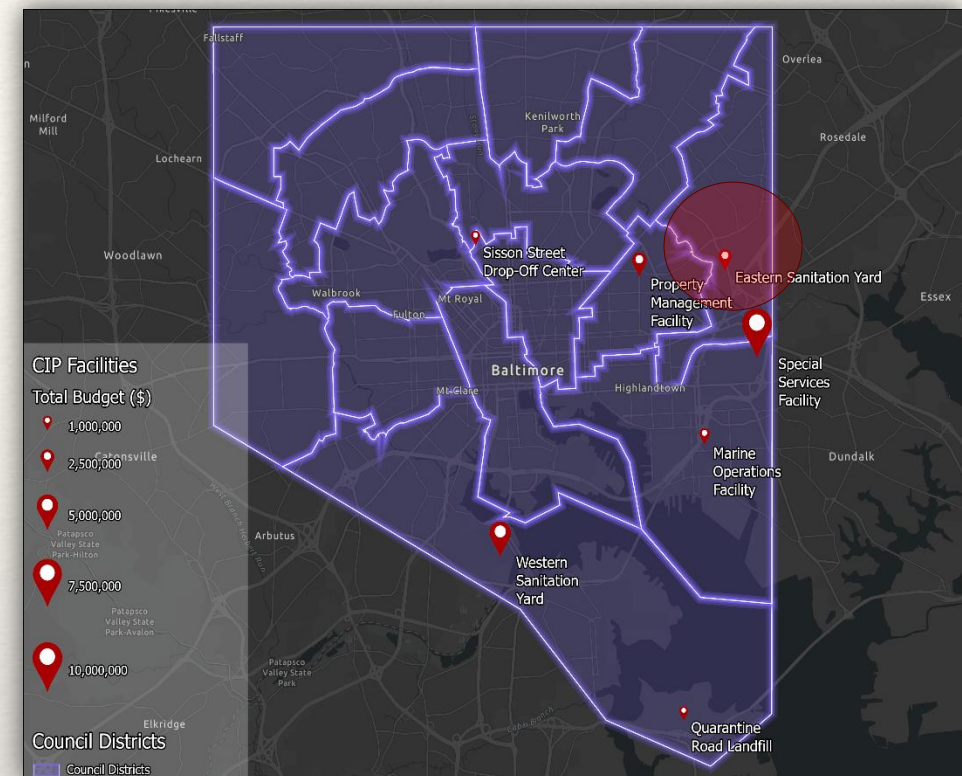 Pikesville
Fallstaff
Overlea
Milford
Mill
Kenilworth
Park
Rosedale
Lochearn
Woodlawn
Sisson Street
Drop-Off Center
Eastern Sanitation Yard
Property
Management
Facility
Essex
Walbrook
Mt Royal
Fulton
Baltimore
Special
Services
Facility
Mt Clare
Highlandtown
Marine
Operations
Facility
Dundalk
CIP Facilities
Total Budget ($)
1,000,000
2,500,000
5,000,000
7,500,000
10,000,000
Catonsville
Patapsco
Valley State
Park-Hilton
Arbutus
Western
Sanitation
Yard
Patapsco
Valley State
Park-Avalon
Patapsco
Valley State
Park
Elkridge
Quarantine
Road Landfill
Council Districts
Council Districts